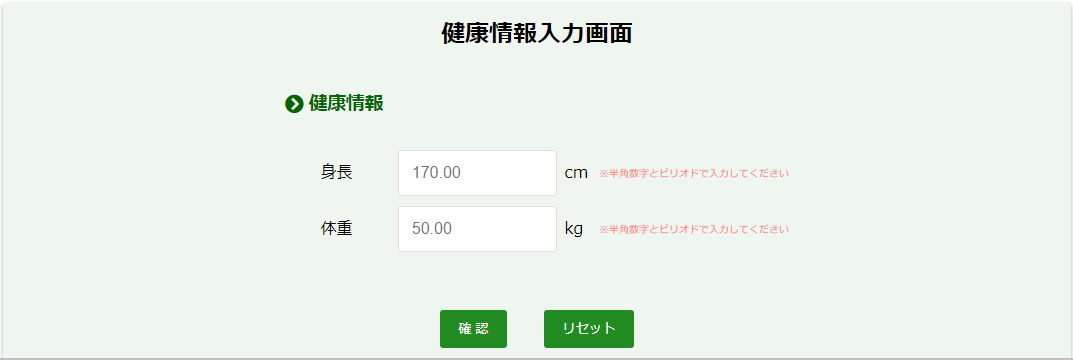 健康情報入力画面
健康情報
身長 170.00 cm ※半角数字とピリオドで入力してください
体重 50.00 kg ※半角数字とピリオドで入力してください
確 認 リセット